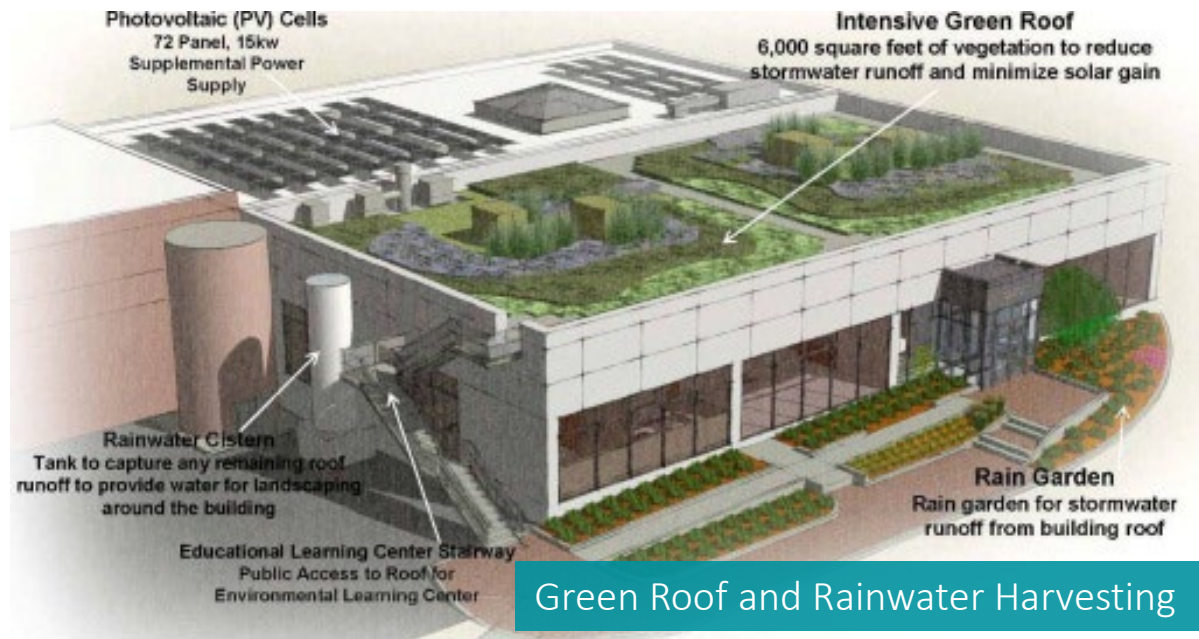 Photovoltaic (PV) Cells
72 Panel, 15kw
Supplemental Power
Supply
Intensive Green Roof
6,000 square feet of vegetation to reduce
stormwater runoff and minimize solar gain
Rainwater Cistern
Tank to capture any remaining roof
runoff to provide water for landscaping
around the building
Educational Learning Center Stairway
Public Access to Roof for
Environmental Learning Center
Rain Garden
Rain garden for stormwater
runoff from building roof
Green Roof and Rainwater Harvesting